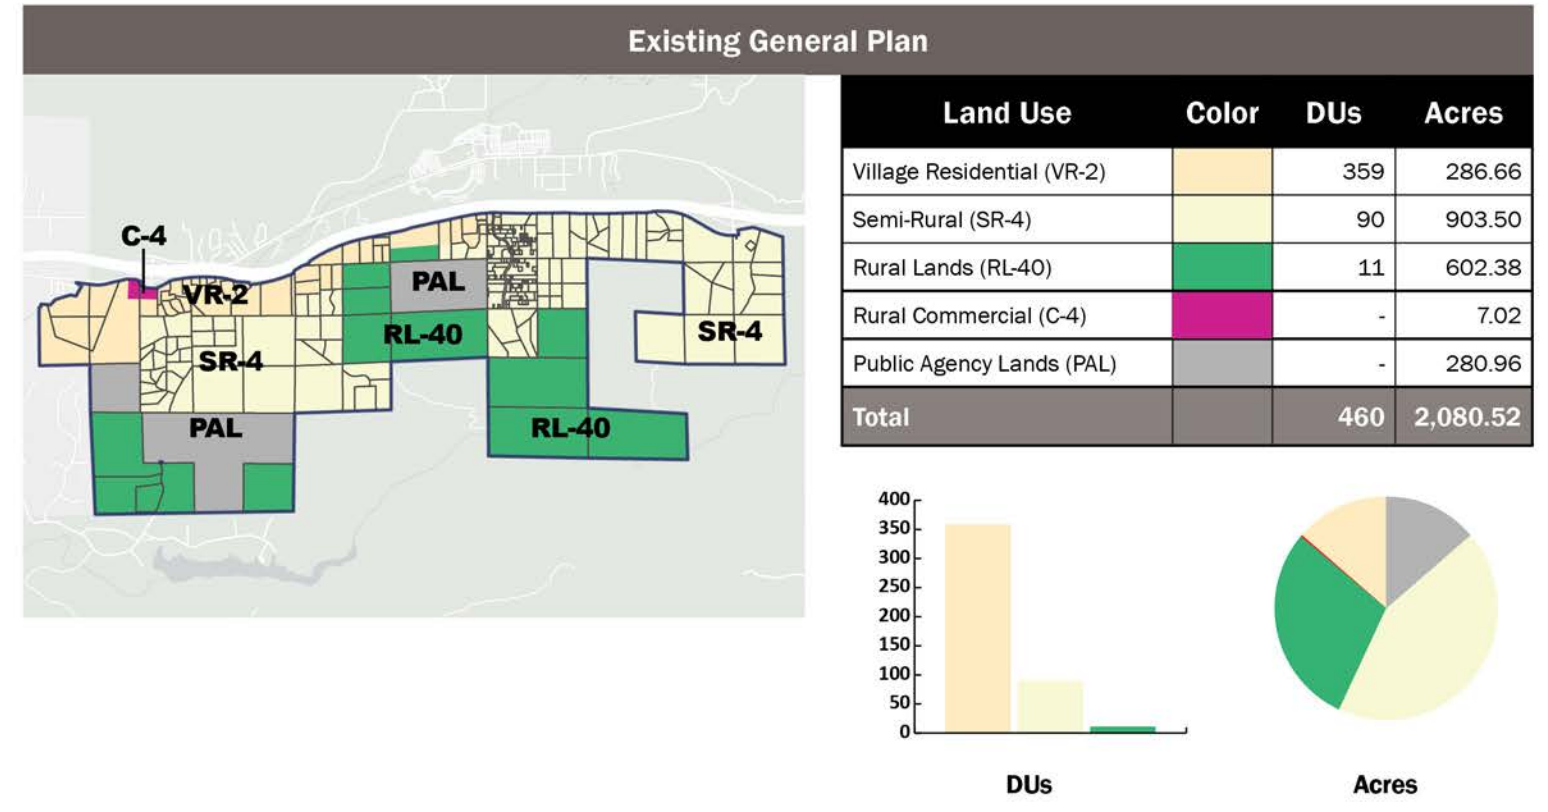 Existing General Plan
C-4
VR-2
PAL
RL-40
SR-4
SR-4
PAL
RL-40
Land Use Color DUs Acres
Village Residential (VR-2) 359 286.66
Semi-Rural (SR-4) 90 903.50
Rural Lands (RL-40) 11 602.38
Rural Commercial (C-4) - 7.02
Public Agency Lands (PAL) - 280.96
Total 460 2,080.52
400
350
300
250
200
150
100
50
0
DUs
Acres